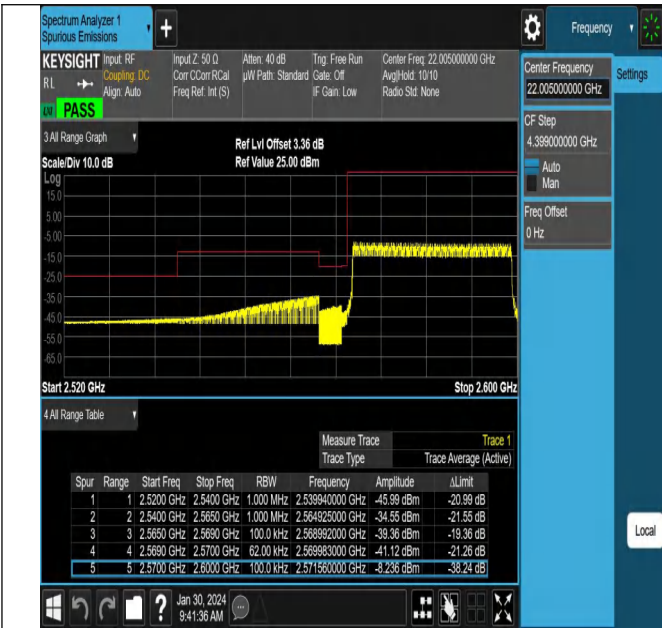 Spectrum Analyzer 1
Spurious Emissions
+
Frequency
KEYSIGHT Input: RF Input Z: 50 Ω Atten: 40 dB Trig: Free Run Center Freq: 22.005000000 GHz
RL Coupling: DC Corr CCorr RCal µW Path: Standard Gate: Off Avg|Hold: 10/10
Align: Auto Freq Ref: Int (S) IF Gain: Low Radio Std: None
PASS
Center Frequency
22.005000000 GHz
Settings
CF Step
4.399000000 GHz
Auto
Man
Freq Offset
0 Hz
3 All Range Graph
Ref Lvl Offset 3.36 dB
Scale/Div 10.0 dB Ref Value 25.00 dBm
Log
15.0
5.00
-5.00
-15.0
-25.0
-35.0
-45.0
-55.0
-65.0
Start 2.520 GHz Stop 2.600 GHz
4 All Range Table
Measure Trace Trace 1
Trace Type Trace Average (Active)
Spur Range Start Freq Stop Freq RBW Frequency Amplitude ΔLimit
1 1 2.5200 GHz 2.5400 GHz 1.000 MHz 2.539940000 GHz -45.99 dBm -20.99 dB
2 2 2.5400 GHz 2.5650 GHz 1.000 MHz 2.564925000 GHz -34.55 dBm -21.55 dB
3 3 2.5650 GHz 2.5690 GHz 100.0 kHz 2.568992000 GHz -39.36 dBm -19.36 dB
4 4 2.5690 GHz 2.5700 GHz 62.00 kHz 2.569983000 GHz -41.12 dBm -21.26 dB
5 5 2.5700 GHz 2.6000 GHz 100.0 kHz 2.571560000 GHz -8.236 dBm -38.24 dB
Local
? Jan 30, 2024
9:41:36 AM